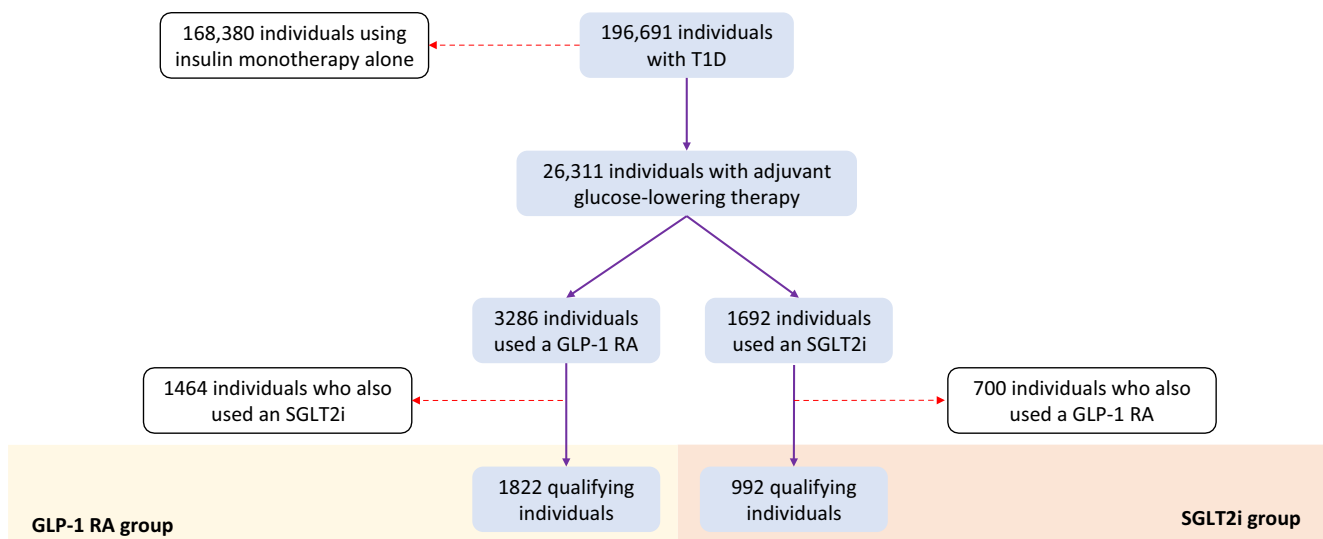 168,380 individuals using
insulin monotherapy alone
196,691 individuals
with T1D
26,311 individuals with adjuvant
glucose-lowering therapy
3286 individuals
used a GLP-1 RA
1692 individuals
used an SGLT2i
1464 individuals who also
used an SGLT2i
700 individuals who also
used a GLP-1 RA
1822 qualifying
individuals
992 qualifying
individuals
GLP-1 RA group
SGLT2i group